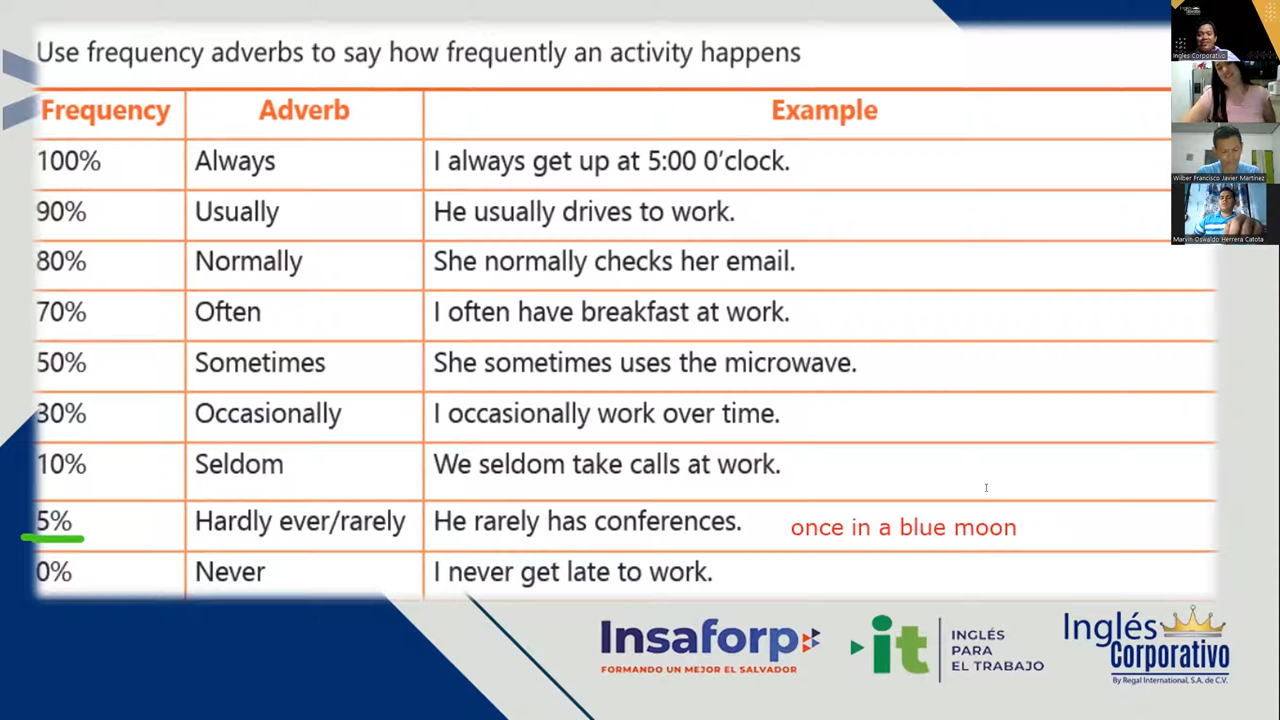 Use frequency adverbs to say how frequently an activity happens
Frequency Adverb Example
100% Always I always get up at 5:00 0'clock.
90% Usually He usually drives to work.
80% Normally She normally checks her email.
70% Often I often have breakfast at work.
50% Sometimes She sometimes uses the microwave.
30% Occasionally I occasionally work over time.
10% Seldom We seldom take calls at work.
5% Hardly ever/rarely He rarely has conferences. once in a blue moon
0% Never I never get late to work.
Insaforp
FORMANDO UN MEJOR EL SALVADOR
it
INGLÉS
PARA
EL TRABAJO
Inglés
Corporativo
By Regal International, S.A. de C.V.
Inglés Corporativo
Wilber Francisco Javier Martinez
Marvin Oswaldo Herrera Catota